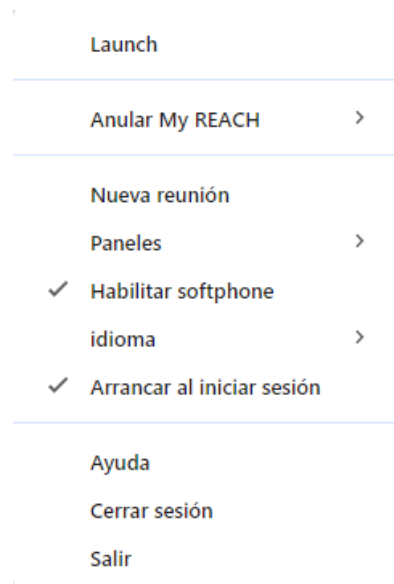 Launch
Anular My REACH
Nueva reunión
Paneles
Habilitar softphone
idioma
Arrancar al iniciar sesión
Ayuda
Cerrar sesión
Salir